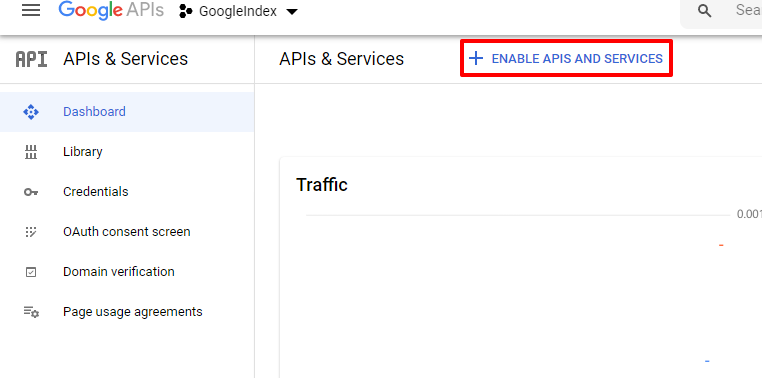 Google APIs GoogleIndex Sea
API APIs & Services
APIs & Services
ENABLE APIS AND SERVICES
Dashboard
Library
Credentials
OAuth consent screen
Domain verification
Page usage agreements
Traffic
0.001